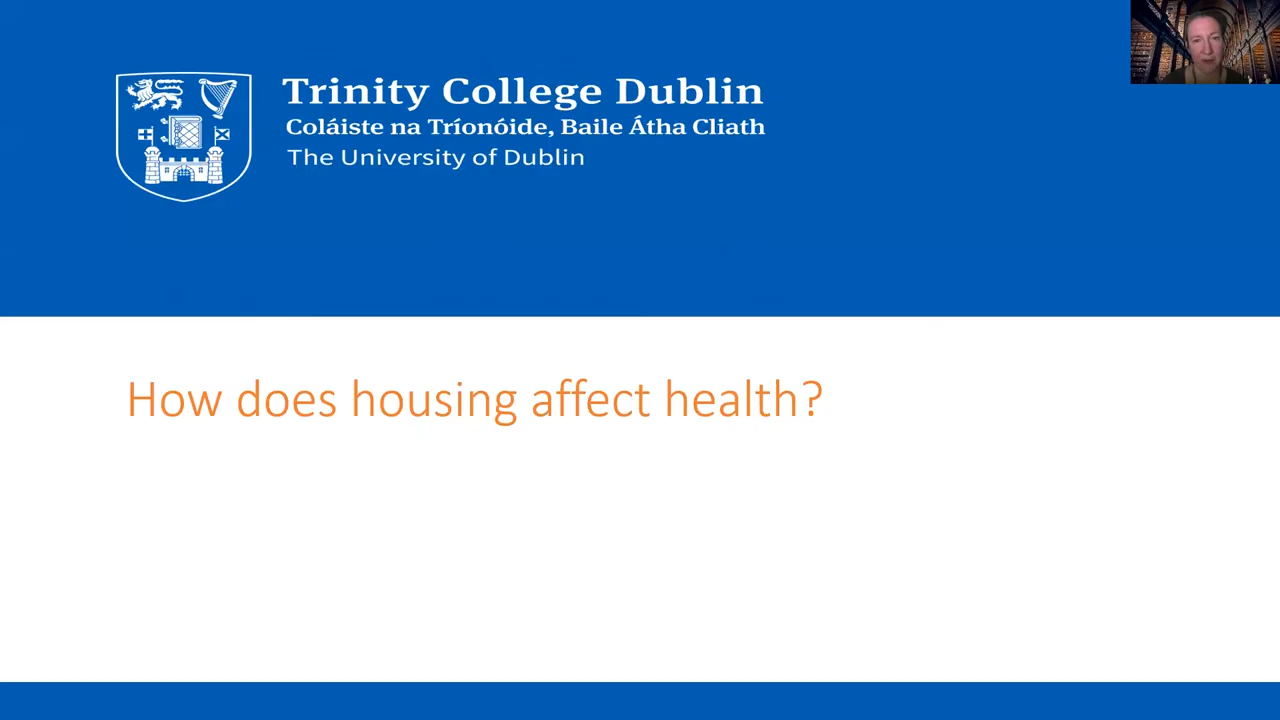 Trinity College Dublin
Coláiste na Tríonóide, Baile Átha Cliath
The University of Dublin
How does housing affect health?